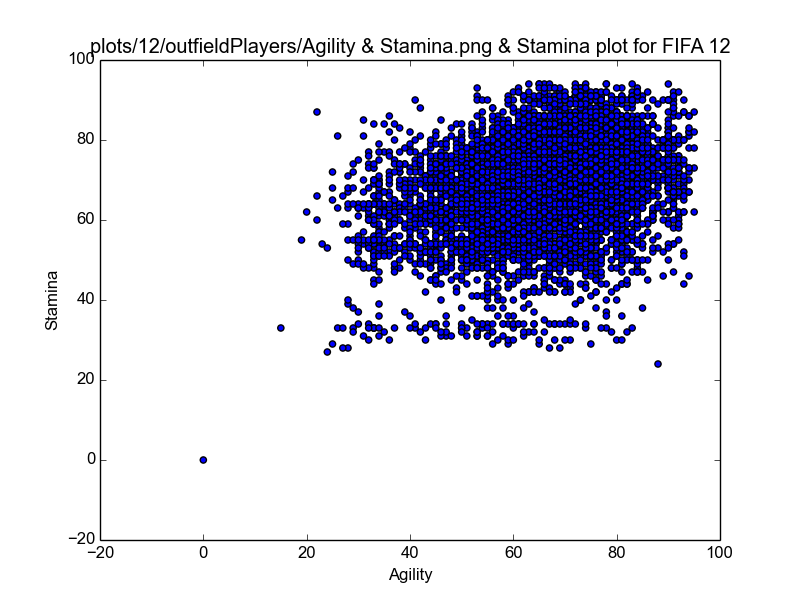 plots/12/outfieldPlayers/Agility & Stamina.png & Stamina plot for FIFA 12
100
80
60
40
20
0
−20
Stamina
−20 0 20 40 60 80 100
Agility